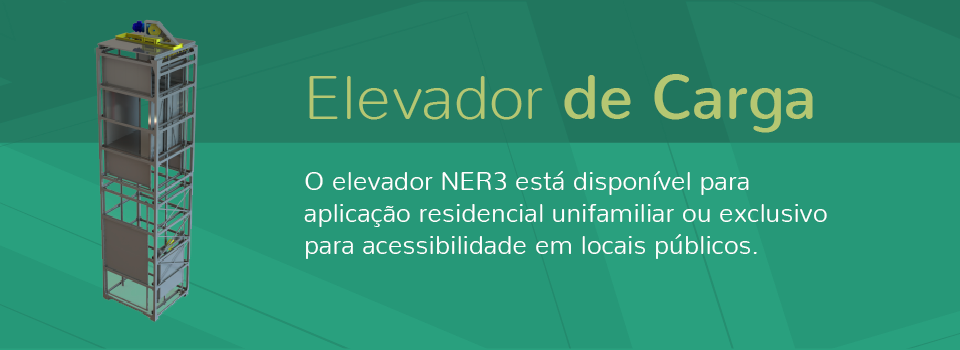 Elevador de Carga
O elevador NER3 está disponível para
aplicação residencial unifamiliar ou exclusivo
para acessibilidade em locais públicos.